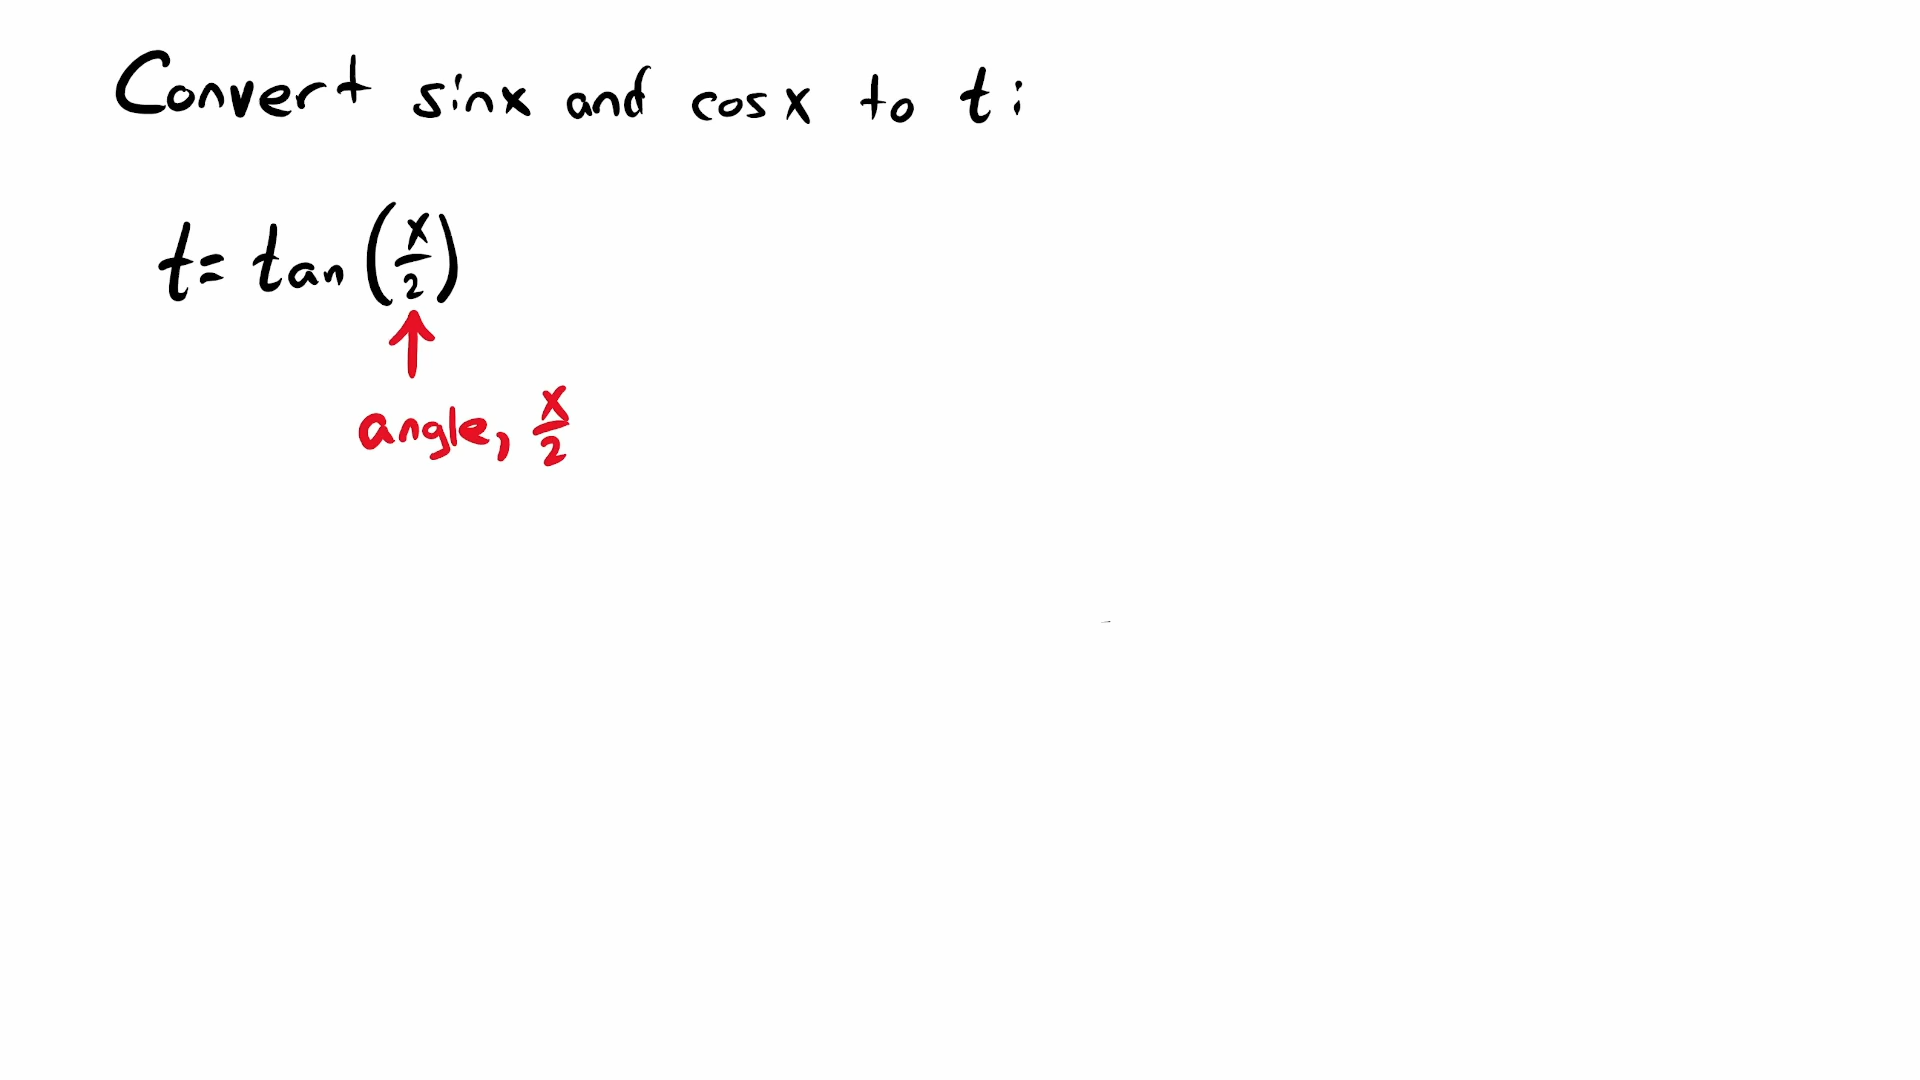 Convert sinx and cosx to t:
t = tan (x/2)
angle, x/2